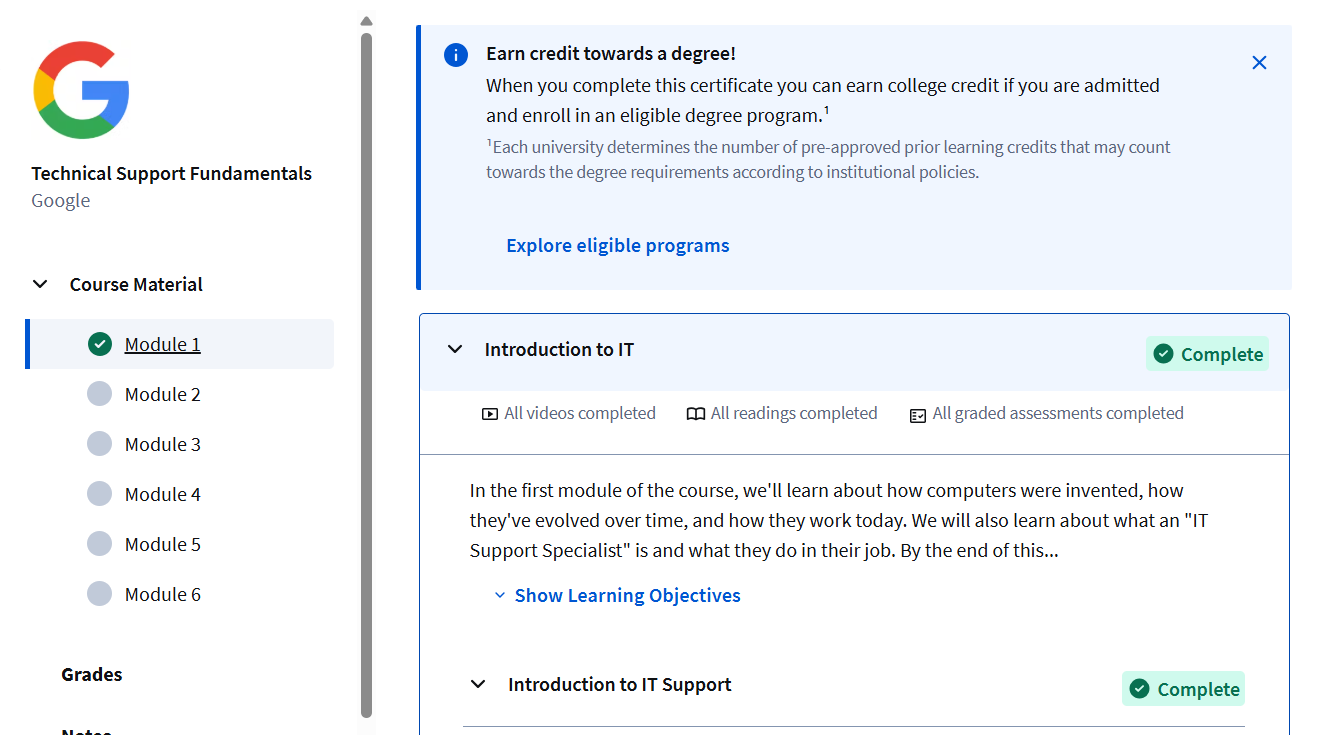 Technical Support Fundamentals
Google
Course Material
Module 1
Module 2
Module 3
Module 4
Module 5
Module 6
Grades
Notes
Earn credit towards a degree!
When you complete this certificate you can earn college credit if you are admitted
and enroll in an eligible degree program.¹
¹Each university determines the number of pre-approved prior learning credits that may count
towards the degree requirements according to institutional policies.
Explore eligible programs
Introduction to IT
Complete
All videos completed
All readings completed
All graded assessments completed
In the first module of the course, we'll learn about how computers were invented, how
they've evolved over time, and how they work today. We will also learn about what an "IT
Support Specialist" is and what they do in their job. By the end of this...
Show Learning Objectives
Introduction to IT Support
Complete